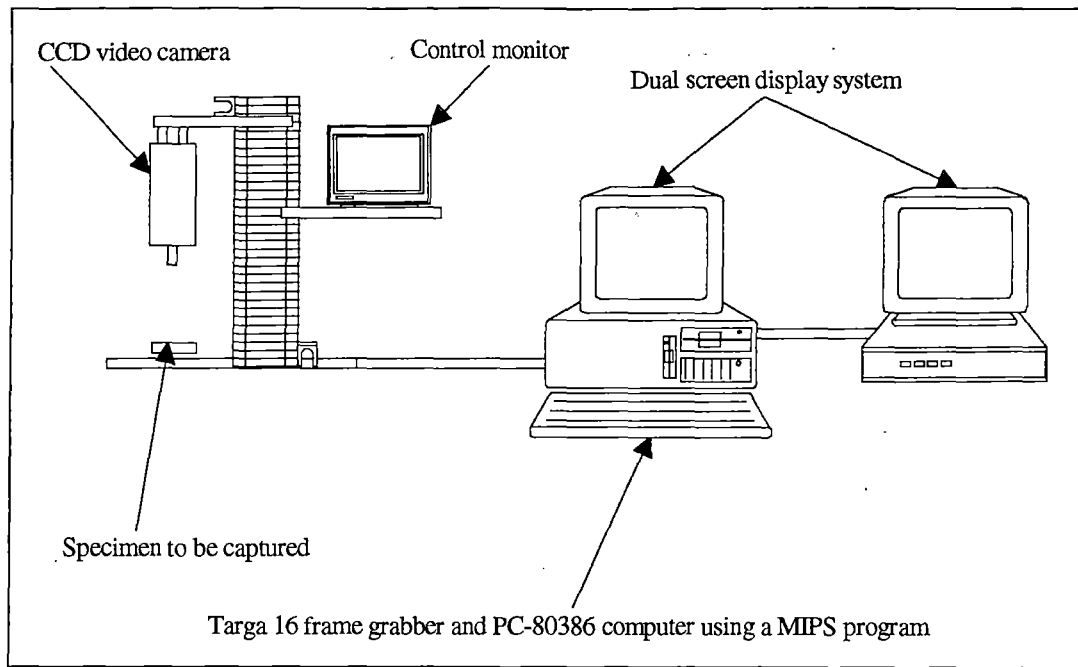 CCD video camera
Control monitor
Dual screen display system
Specimen to be captured
Targa 16 frame grabber and PC-80386 computer using a MIPS program